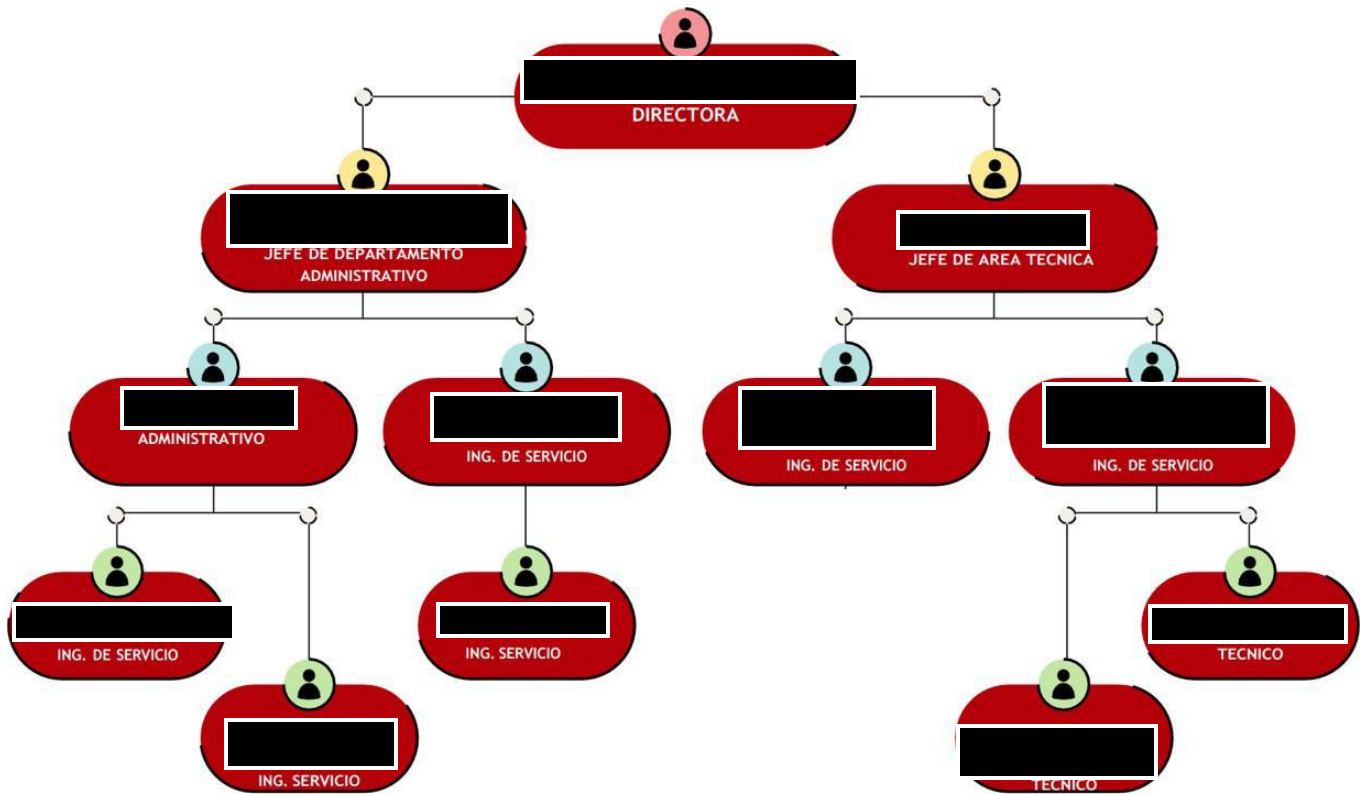 DIRECTORA
JEFE DE DEPARTAMENTO
ADMINISTRATIVO
JEFE DE AREA TECNICA
ADMINISTRATIVO
ING. DE SERVICIO
ING. DE SERVICIO
ING. DE SERVICIO
ING. DE SERVICIO
ING. SERVICIO
TECNICO
ING. SERVICIO
TECNICO